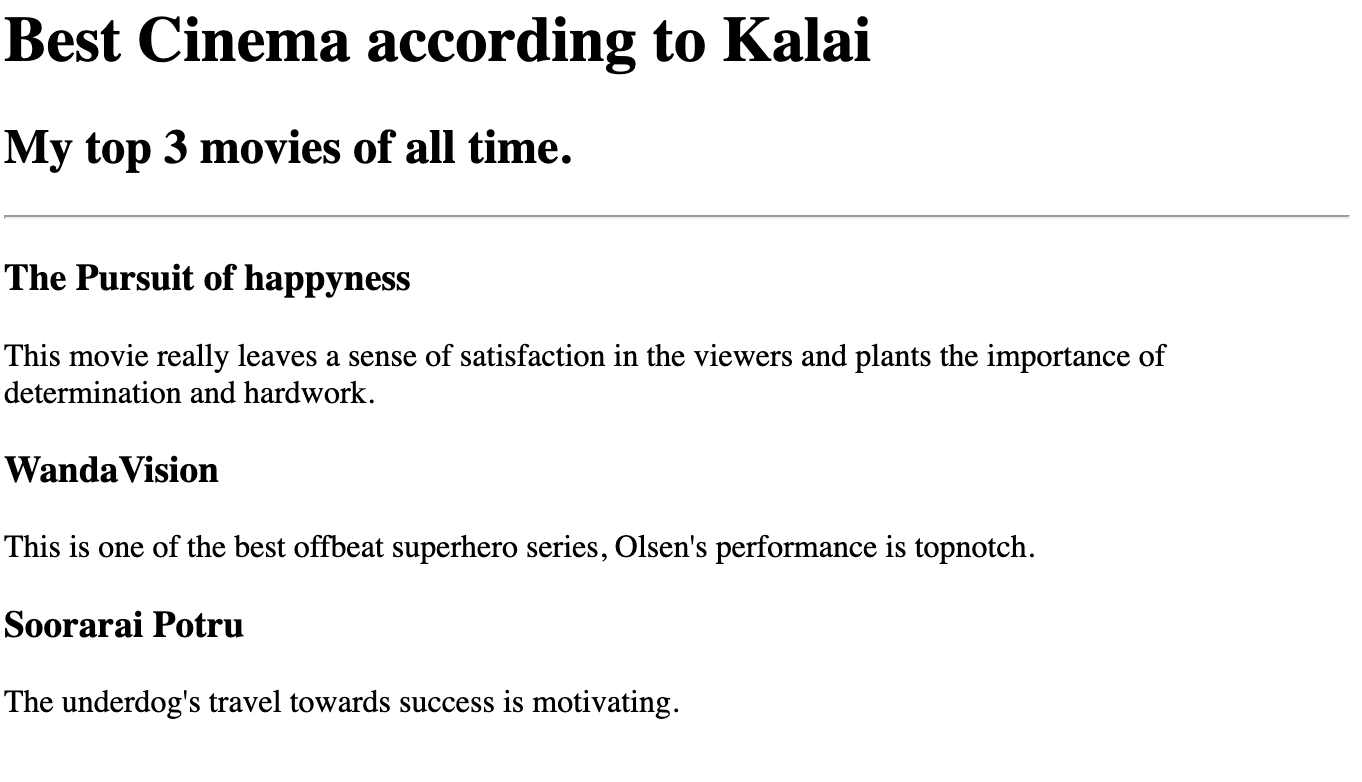 Best Cinema according to Kalai
My top 3 movies of all time.
The Pursuit of happyness
This movie really leaves a sense of satisfaction in the viewers and plants the importance of
determination and hardwork.
WandaVision
This is one of the best offbeat superhero series, Olsen's performance is topnotch.
Soorarai Potru
The underdog's travel towards success is motivating.